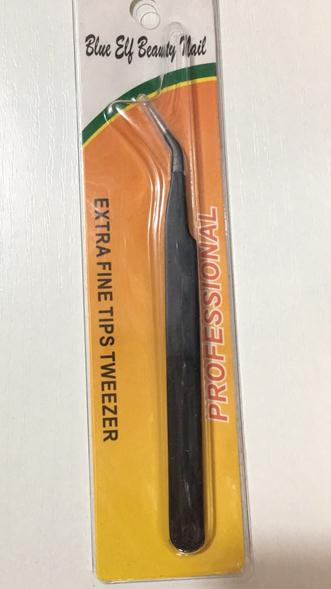 Blue Elf Beauty Nail
EXTRA FINE TIPS TWEEZER
PROFESSIONAL